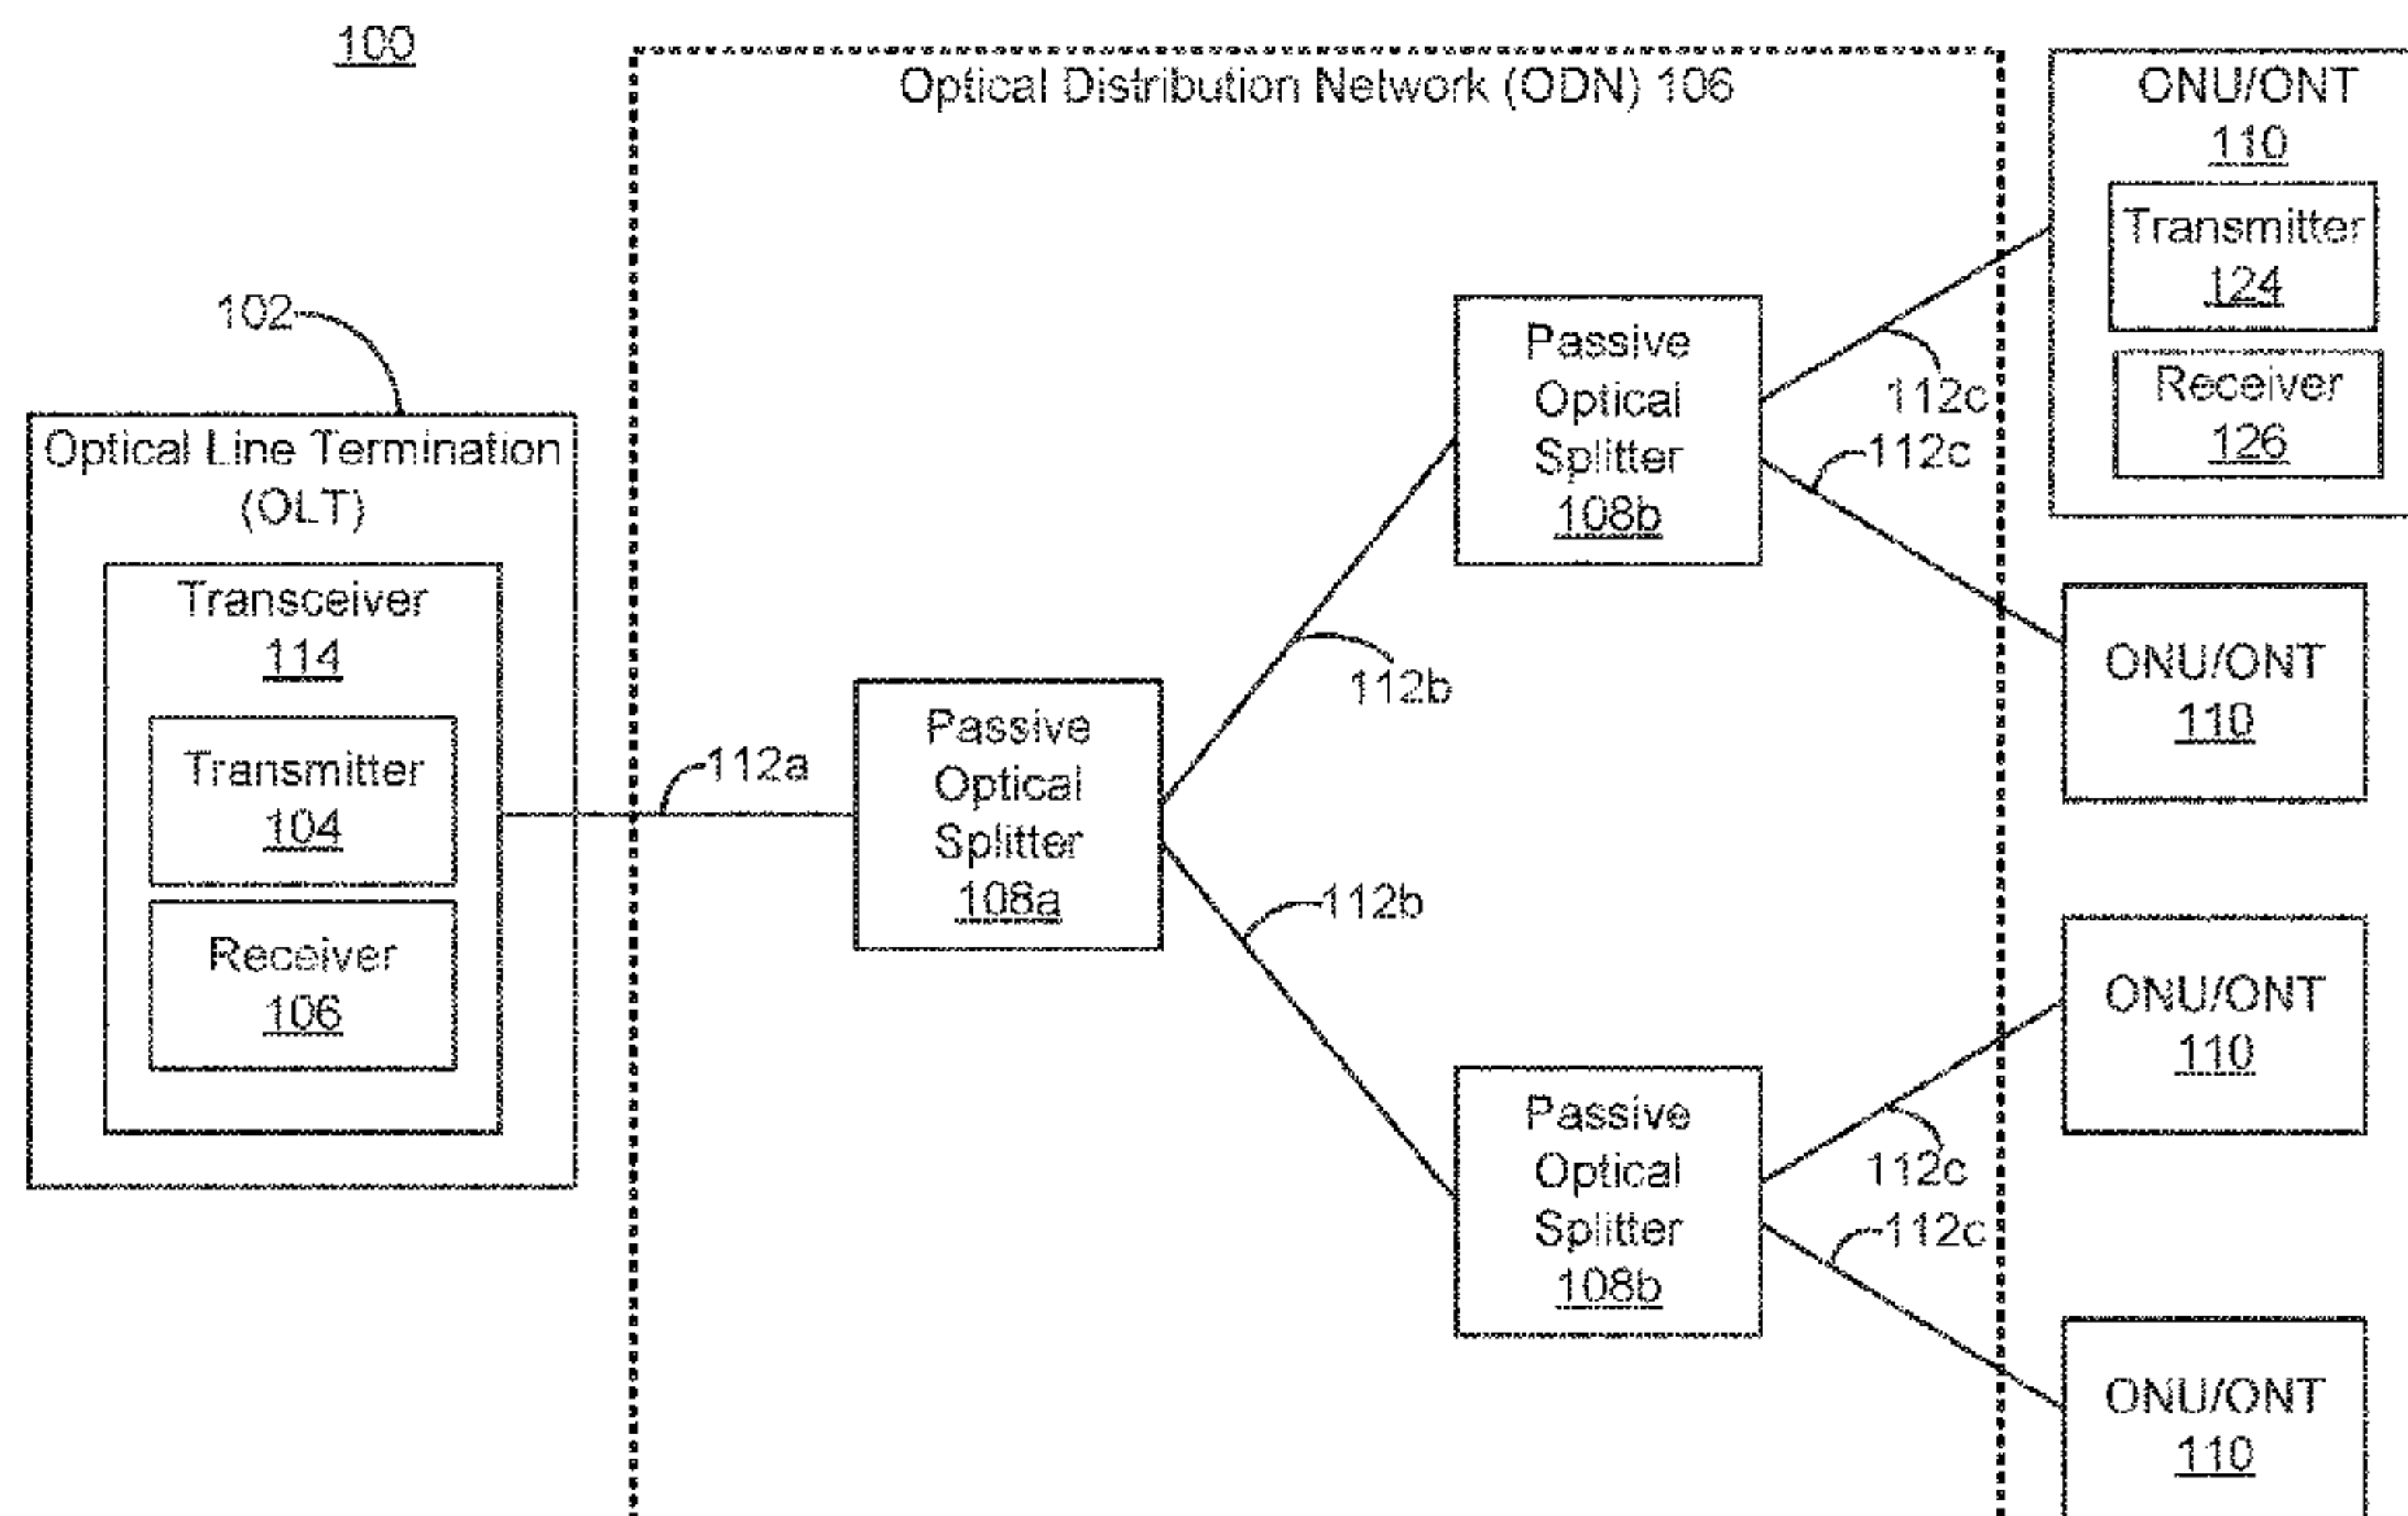 100
Optical Distribution Network (ODN) 106
102
Optical Line Termination
(OLT)
Transceiver
114
Transmitter
104
Receiver
106
112a
Passive
Optical
Splitter
108a
112b
112b
Passive
Optical
Splitter
108b
112c
112c
Passive
Optical
Splitter
108b
112c
112c
ONU/ONT
110
Transmitter
124
Receiver
126
ONU/ONT
110
ONU/ONT
110
ONU/ONT
110